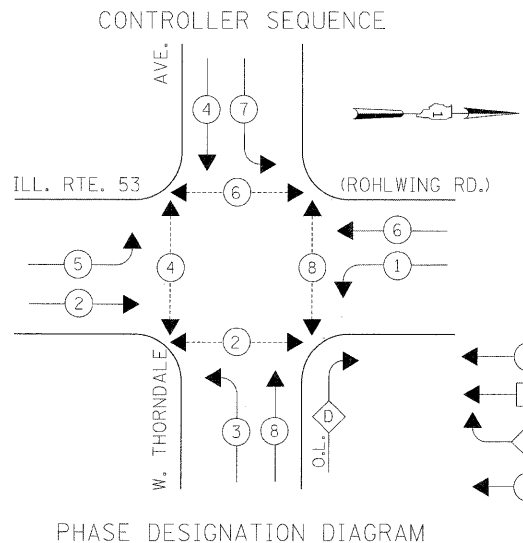 CONTROLLER SEQUENCE
AVE.
4
7
ILL. RTE. 53
6
(ROHLWING RD.)
6
5
4
8
1
2
2
W. THORNDALE
3
8
O.L.
D
PHASE DESIGNATION DIAGRAM